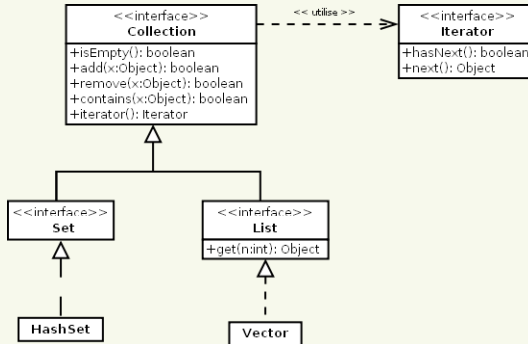 <<interface>>
Collection
+isEmpty(): boolean
+add(x:Object): boolean
+remove(x:Object): boolean
+contains(x:Object): boolean
+iterator(): Iterator
<< utilise >>
<<interface>>
Iterator
+hasNext(): boolean
+next(): Object
<<interface>>
Set
<<interface>>
List
+get(n:int): Object
HashSet
Vector